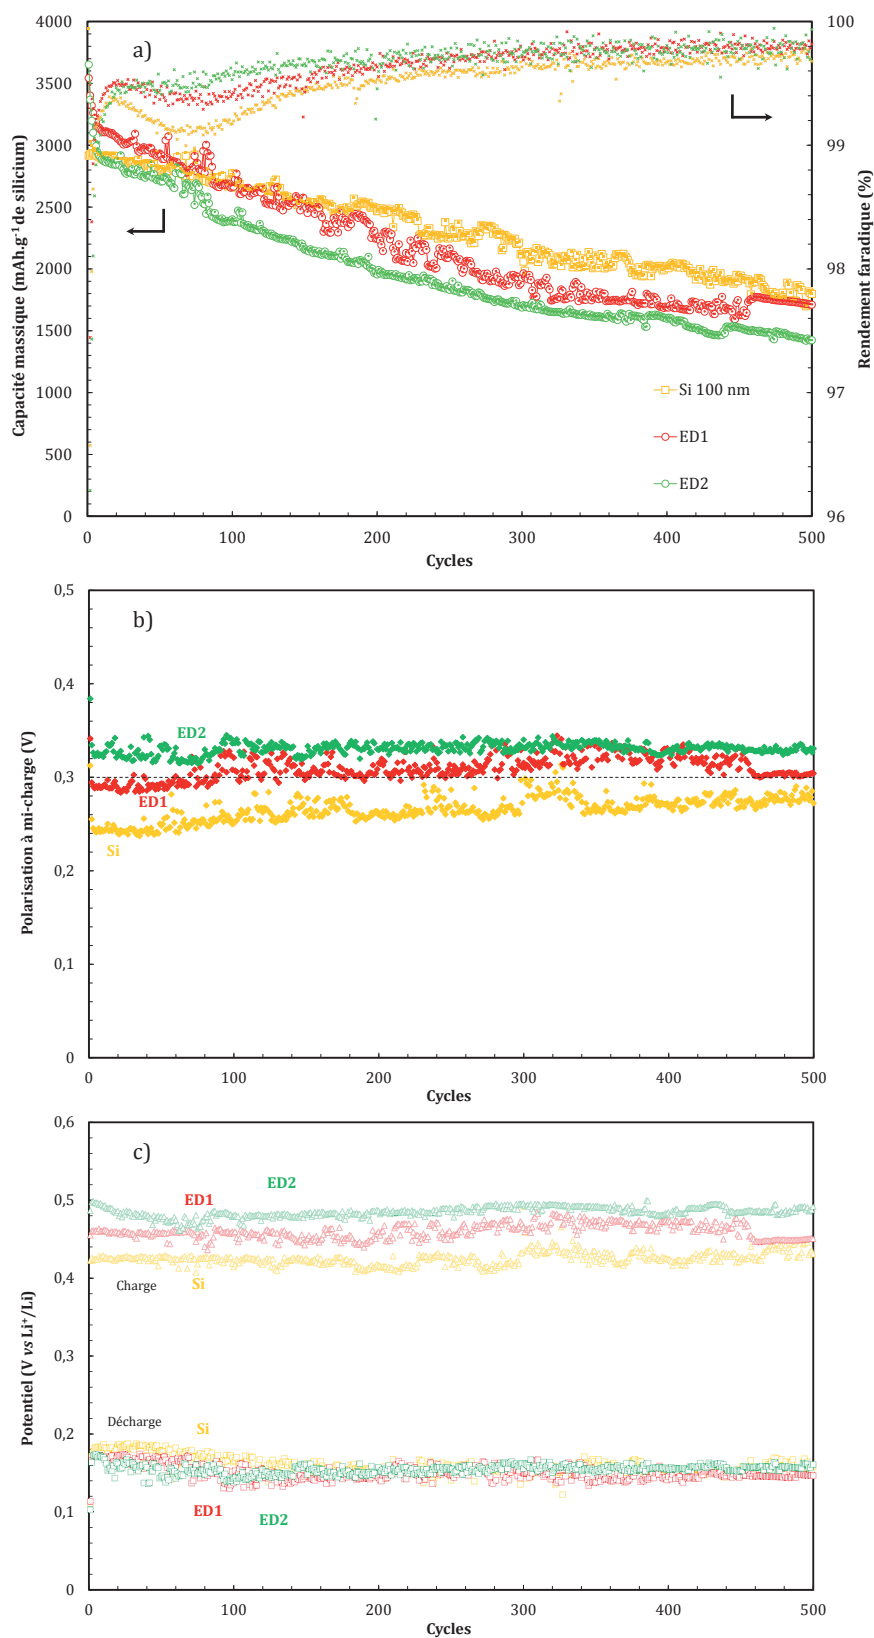 a)
4000
3500
3000
2500
2000
1500
1000
500
0
Capacité massique (mAh.g⁻¹ de silicium)
100
99
98
97
96
Rendement faradique (%)
Si 100 nm
ED1
ED2
0 100 200 300 400 500
Cycles
b)
0,5
0,4
0,3
0,2
0,1
0
Polarisation à mi-charge (V)
ED2
ED1
Si
0 100 200 300 400 500
Cycles
c)
0,6
0,5
0,4
0,3
0,2
0,1
0
Potentiel (V vs Li⁺/Li)
ED2
ED1
Charge
Si
Décharge
Si
ED1
ED2
0 100 200 300 400 500
Cycles